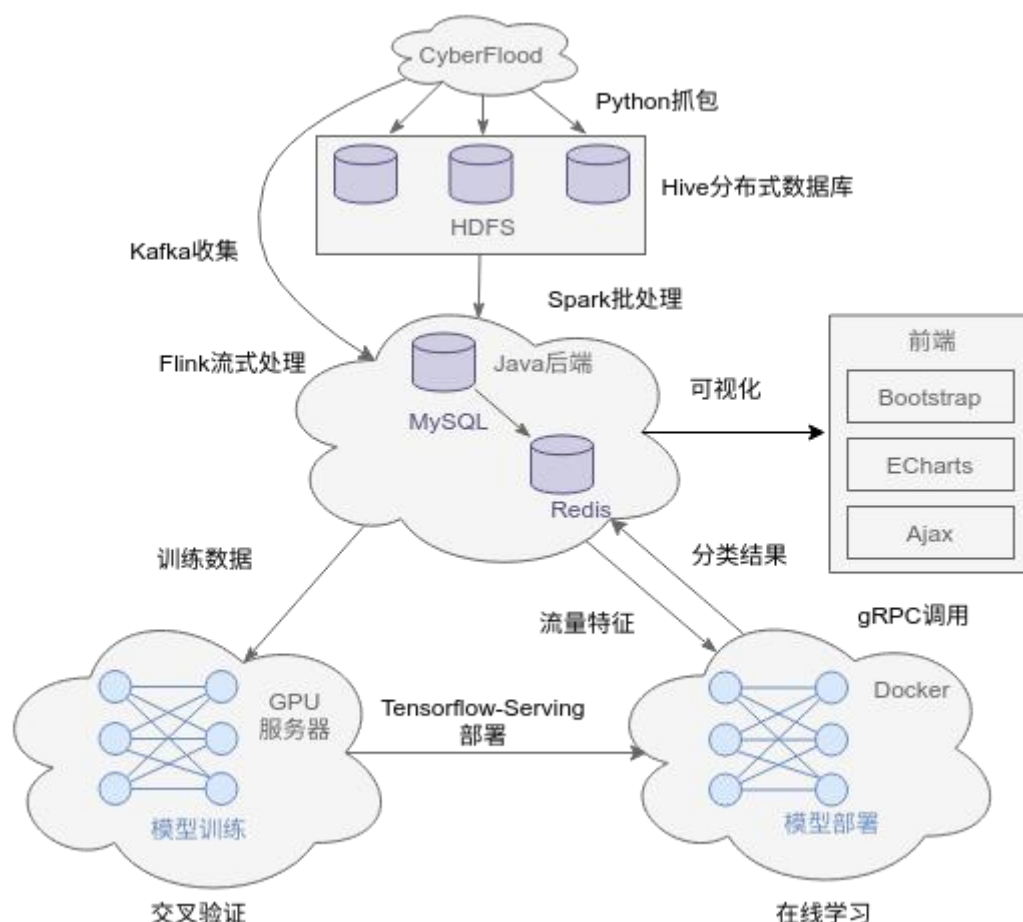 CyberFlood
Python抓包
Hive分布式数据库
HDFS
Kafka收集
Spark批处理
Flink流式处理
Java后端
MySQL
Redis
可视化
前端
Bootstrap
ECharts
Ajax
训练数据
分类结果
流量特征
gRPC调用
GPU
服务器
Tensorflow-Serving
部署
Docker
模型训练
模型部署
交叉验证
在线学习